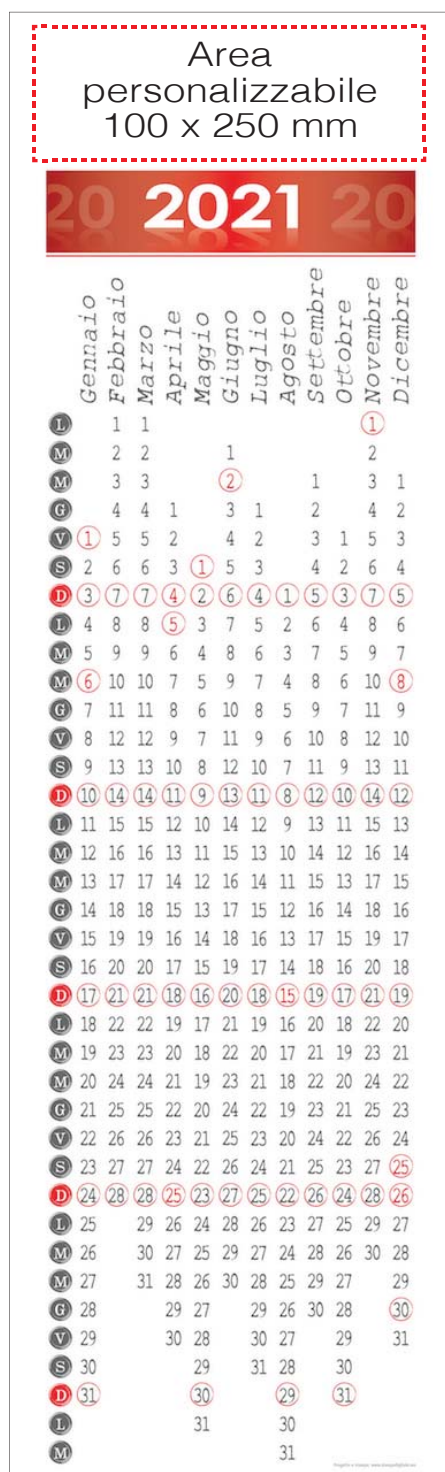 Area
personalizzabile
100 x 250 mm
20 2021 20
Gennaio Febbraio Marzo Aprile Maggio Giugno Luglio Agosto Settembre Ottobre Novembre Dicembre
L 1 1 1
M 2 2 1 2
M 3 3 2 1 3 1
G 4 4 1 3 1 2 4 2
V 1 5 5 2 4 2 3 1 5 3
S 2 6 6 3 1 5 3 4 2 6 4
D 3 7 7 4 2 6 4 1 5 3 7 5
L 4 8 8 5 3 7 5 2 6 4 8 6
M 5 9 9 6 4 8 6 3 7 5 9 7
M 6 10 10 7 5 9 7 4 8 6 10 8
G 7 11 11 8 6 10 8 5 9 7 11 9
V 8 12 12 9 7 11 9 6 10 8 12 10
S 9 13 13 10 8 12 10 7 11 9 13 11
D 10 14 14 11 9 13 11 8 12 10 14 12
L 11 15 15 12 10 14 12 9 13 11 15 13
M 12 16 16 13 11 15 13 10 14 12 16 14
M 13 17 17 14 12 16 14 11 15 13 17 15
G 14 18 18 15 13 17 15 12 16 14 18 16
V 15 19 19 16 14 18 16 13 17 15 19 17
S 16 20 20 17 15 19 17 14 18 16 20 18
D 17 21 21 18 16 20 18 15 19 17 21 19
L 18 22 22 19 17 21 19 16 20 18 22 20
M 19 23 23 20 18 22 20 17 21 19 23 21
M 20 24 24 21 19 23 21 18 22 20 24 22
G 21 25 25 22 20 24 22 19 23 21 25 23
V 22 26 26 23 21 25 23 20 24 22 26 24
S 23 27 27 24 22 26 24 21 25 23 27 25
D 24 28 28 25 23 27 25 22 26 24 28 26
L 25 29 26 24 28 26 23 27 25 29 27
M 26 30 27 25 29 27 24 28 26 30 28
M 27 31 28 26 30 28 25 29 27 29
G 28 29 27 29 26 30 28 30
V 29 30 28 30 27 29 31
S 30 29 31 28 30
D 31 30 29 31
L 31 30
M 31